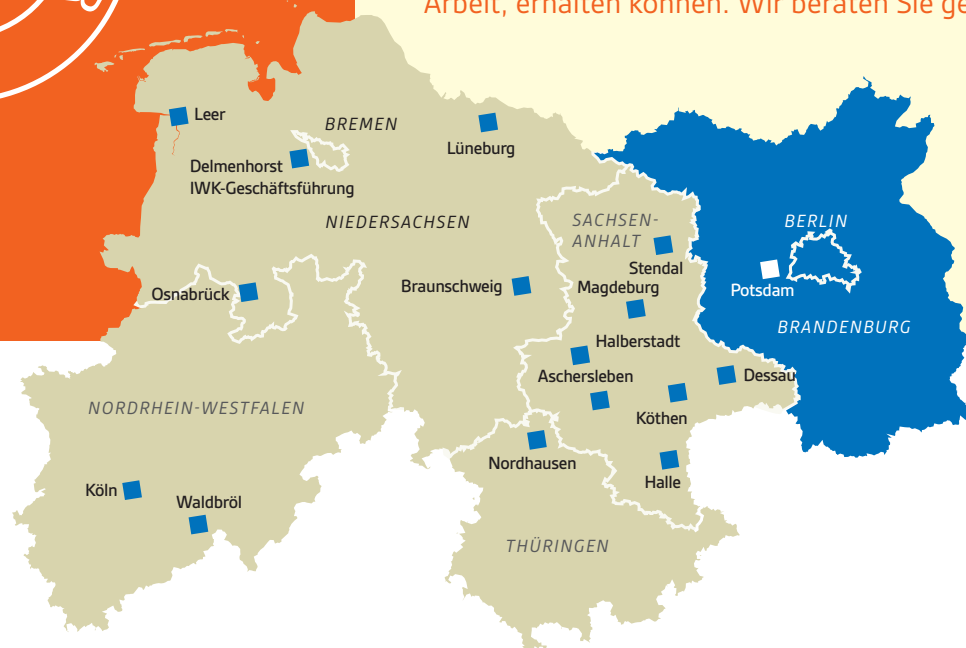 Arbeit, erhalten können. Wir beraten Sie ge
Leer
BREMEN
Lüneburg
Delmenhorst
IWK-Geschäftsführung
NIEDERSACHSEN
SACHSEN-
ANHALT
BERLIN
Stendal
Osnabrück
Braunschweig
Magdeburg
Potsdam
BRANDENBURG
Halberstadt
Aschersleben
Dessau
NORDRHEIN-WESTFALEN
Köthen
Nordhausen
Halle
Köln
Waldbröl
THÜRINGEN